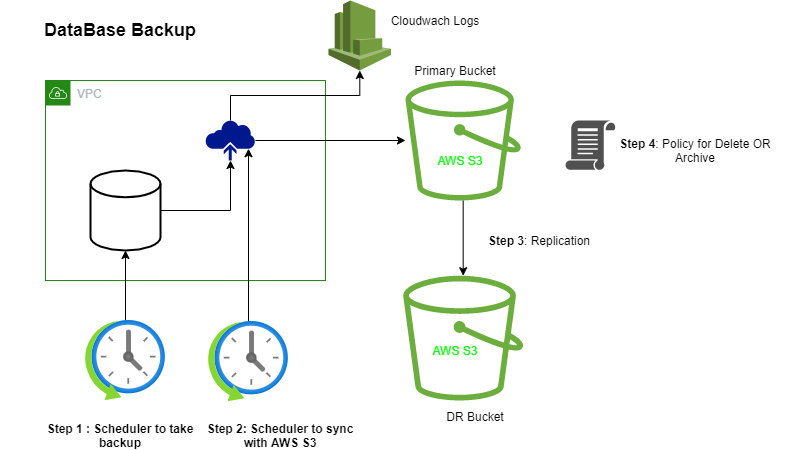 DataBase Backup
Cloudwach Logs
Primary Bucket
VPC
AWS S3
Step 4: Policy for Delete OR
Archive
Step 3: Replication
AWS S3
DR Bucket
Step 1 : Scheduler to take
backup
Step 2: Scheduler to sync
with AWS S3